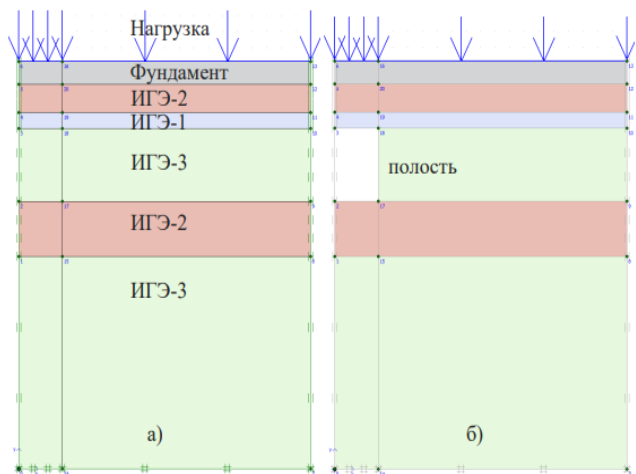 Нагрузка
Фундамент
ИГЭ-2
ИГЭ-1
ИГЭ-3
полость
ИГЭ-2
ИГЭ-3
а)
б)